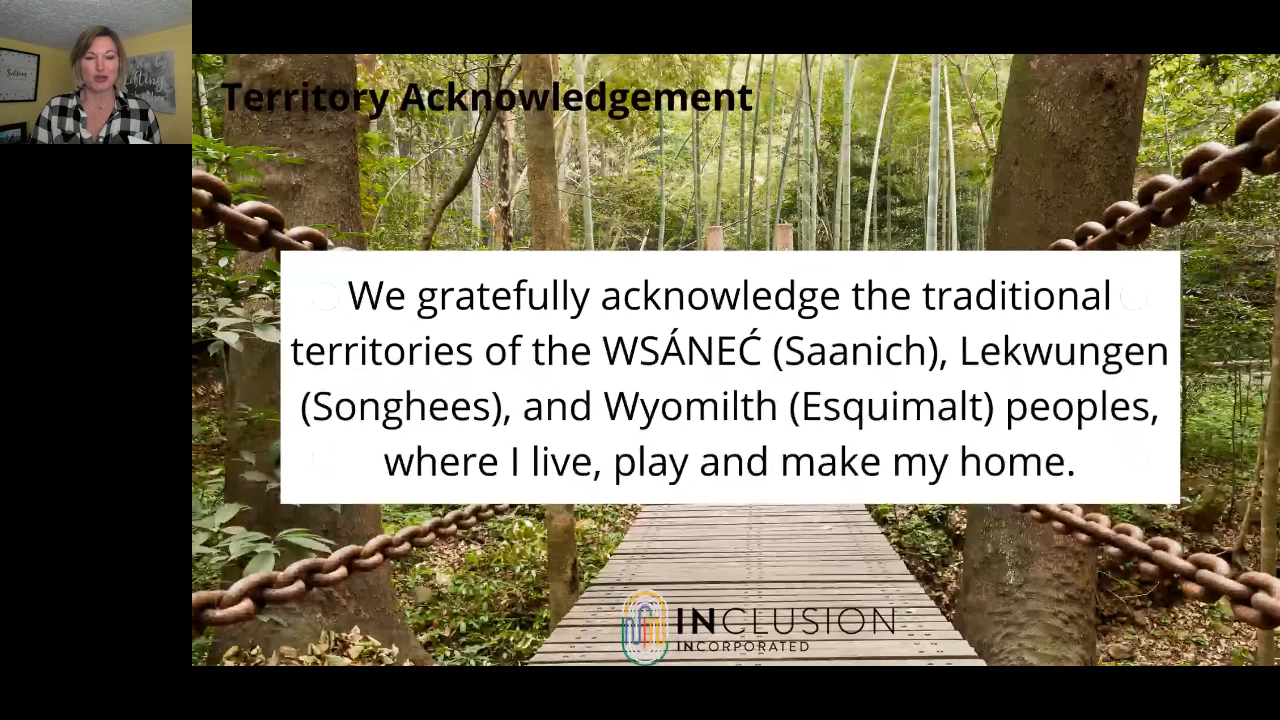 Territory Acknowledgement
We gratefully acknowledge the traditional
territories of the WSÁNEĆ (Saanich), Lekwungen
(Songhees), and Wyomilth (Esquimalt) peoples,
where I live, play and make my home.
INCLUSION
INCORPORATED